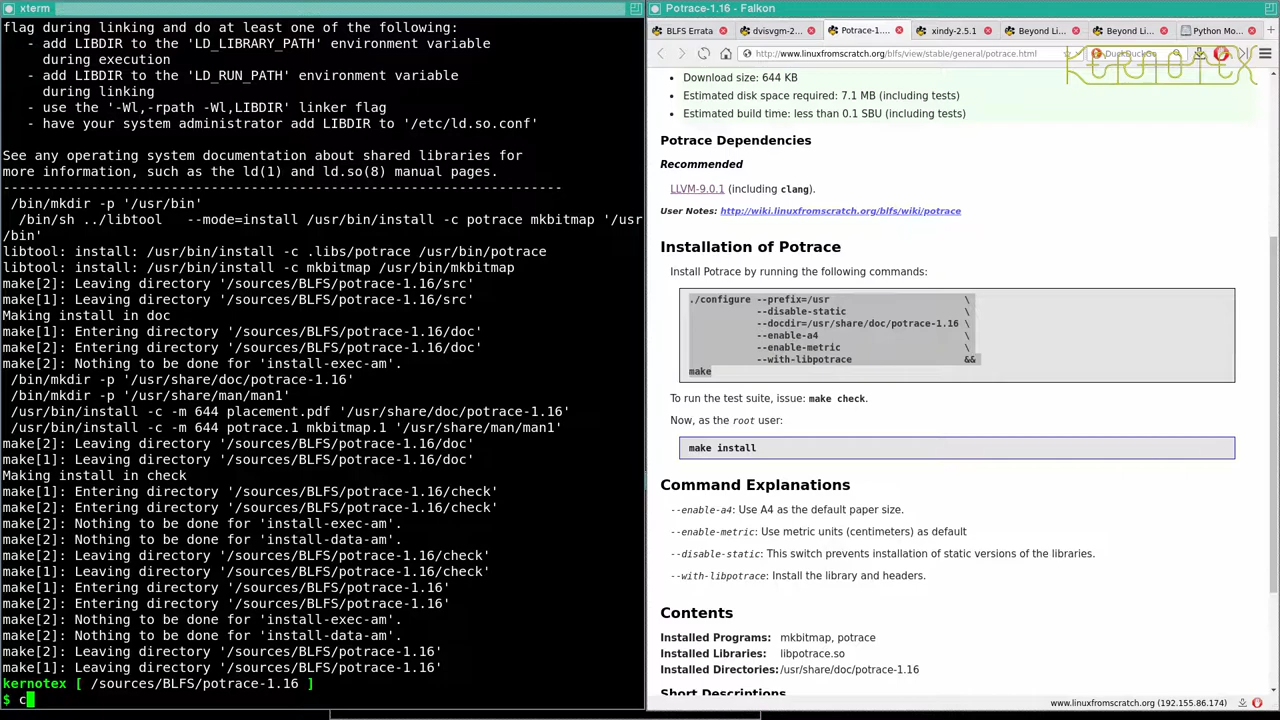 xterm
flag during linking and do at least one of the following:
   - add LIBDIR to the 'LD_LIBRARY_PATH' environment variable
     during execution
   - add LIBDIR to the 'LD_RUN_PATH' environment variable
     during linking
   - use the '-Wl,-rpath -Wl,LIBDIR' linker flag
   - have your system administrator add LIBDIR to '/etc/ld.so.conf'
See any operating system documentation about shared libraries for
more information, such as the ld(1) and ld.so(8) manual pages.
----------------------------------------------------------------------
 /bin/mkdir -p '/usr/bin'
  /bin/sh ../libtool   --mode=install /usr/bin/install -c potrace mkbitmap '/usr
/bin'
libtool: install: /usr/bin/install -c .libs/potrace /usr/bin/potrace
libtool: install: /usr/bin/install -c mkbitmap /usr/bin/mkbitmap
make[2]: Leaving directory '/sources/BLFS/potrace-1.16/src'
make[1]: Leaving directory '/sources/BLFS/potrace-1.16/src'
Making install in doc
make[1]: Entering directory '/sources/BLFS/potrace-1.16/doc'
make[2]: Entering directory '/sources/BLFS/potrace-1.16/doc'
make[2]: Nothing to be done for 'install-exec-am'.
 /bin/mkdir -p '/usr/share/doc/potrace-1.16'
 /bin/mkdir -p '/usr/share/man/man1'
 /usr/bin/install -c -m 644 placement.pdf '/usr/share/doc/potrace-1.16'
 /usr/bin/install -c -m 644 potrace.1 mkbitmap.1 '/usr/share/man/man1'
make[2]: Leaving directory '/sources/BLFS/potrace-1.16/doc'
make[1]: Leaving directory '/sources/BLFS/potrace-1.16/doc'
Making install in check
make[1]: Entering directory '/sources/BLFS/potrace-1.16/check'
make[2]: Entering directory '/sources/BLFS/potrace-1.16/check'
make[2]: Nothing to be done for 'install-exec-am'.
make[2]: Nothing to be done for 'install-data-am'.
make[2]: Leaving directory '/sources/BLFS/potrace-1.16/check'
make[1]: Leaving directory '/sources/BLFS/potrace-1.16/check'
make[1]: Entering directory '/sources/BLFS/potrace-1.16'
make[2]: Entering directory '/sources/BLFS/potrace-1.16'
make[2]: Nothing to be done for 'install-exec-am'.
make[2]: Nothing to be done for 'install-data-am'.
make[2]: Leaving directory '/sources/BLFS/potrace-1.16'
make[1]: Leaving directory '/sources/BLFS/potrace-1.16'
kernotex [ /sources/BLFS/potrace-1.16 ]
$ c
Potrace-1.16 - Falkon
BLFS Errata dvisvgm-2... Potrace-1.... xindy-2.5.1 Beyond Li... Beyond Li... Python Mo...
http://www.linuxfromscratch.org/blfs/view/stable/general/potrace.html DuckDuckGo
KERNOTEX
Download size: 644 KB
Estimated disk space required: 7.1 MB (including tests)
Estimated build time: less than 0.1 SBU (including tests)
Potrace Dependencies
Recommended
LLVM-9.0.1 (including clang).
User Notes: http://wiki.linuxfromscratch.org/blfs/wiki/potrace
Installation of Potrace
Install Potrace by running the following commands:
./configure --prefix=/usr                        \
            --disable-static                     \
            --docdir=/usr/share/doc/potrace-1.16 \
            --enable-a4                          \
            --enable-metric                      \
            --with-libpotrace                    &&
make
To run the test suite, issue: make check.
Now, as the root user:
make install
Command Explanations
--enable-a4: Use A4 as the default paper size.
--enable-metric: Use metric units (centimeters) as default
--disable-static: This switch prevents installation of static versions of the libraries.
--with-libpotrace: Install the library and headers.
Contents
Installed Programs: mkbitmap, potrace
Installed Libraries: libpotrace.so
Installed Directories: /usr/share/doc/potrace-1.16
Short Descriptions
www.linuxfromscratch.org (192.155.86.174)